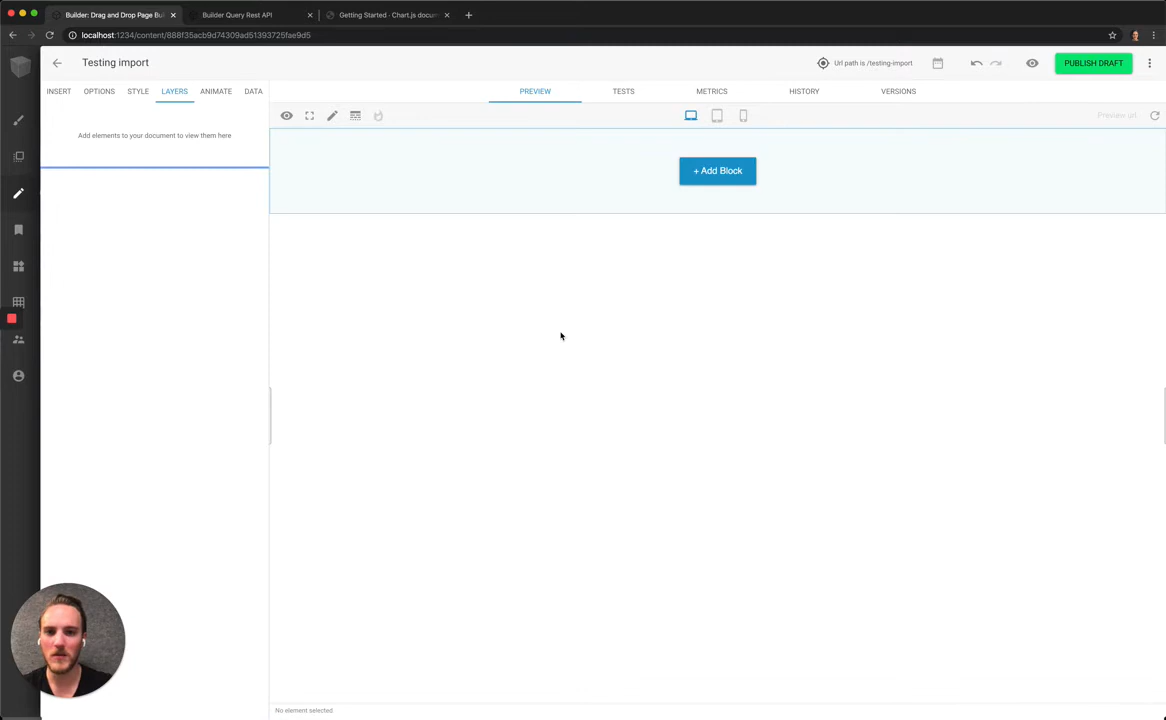 Builder: Drag and Drop Page Bui
Builder Query Rest API
Getting Started · Chart.js docum
localhost:1234/content/888f35acb9d74309ad51393725fae9d5
Testing import
Url path is /testing-import
PUBLISH DRAFT
INSERT OPTIONS STYLE LAYERS ANIMATE DATA
PREVIEW TESTS METRICS HISTORY VERSIONS
Preview url
Add elements to your document to view them here
+ Add Block
No element selected